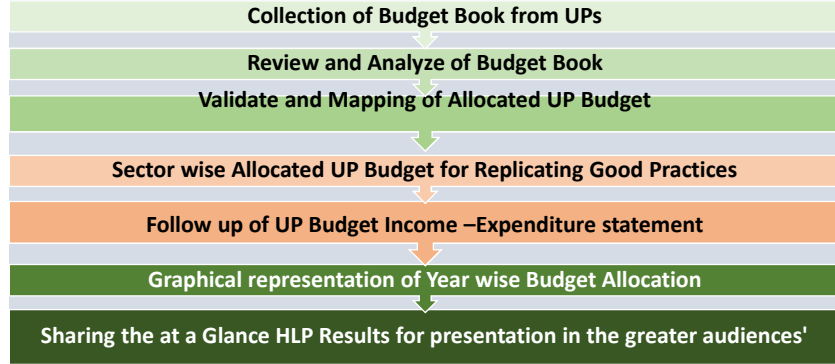 Collection of Budget Book from UPs
Review and Analyze of Budget Book
Validate and Mapping of Allocated UP Budget
Sector wise Allocated UP Budget for Replicating Good Practices
Follow up of UP Budget Income –Expenditure statement
Graphical representation of Year wise Budget Allocation
Sharing the at a Glance HLP Results for presentation in the greater audiences'